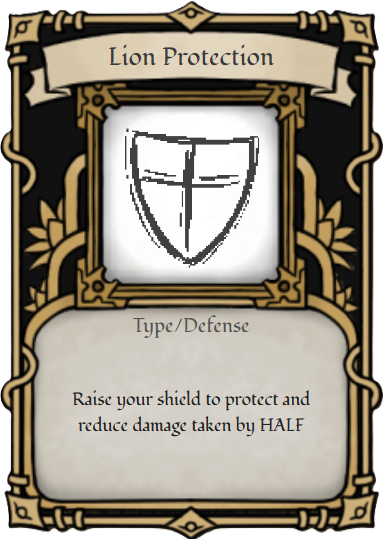 Lion Protection
Type/Defense
Raise your shield to protect and
reduce damage taken by HALF